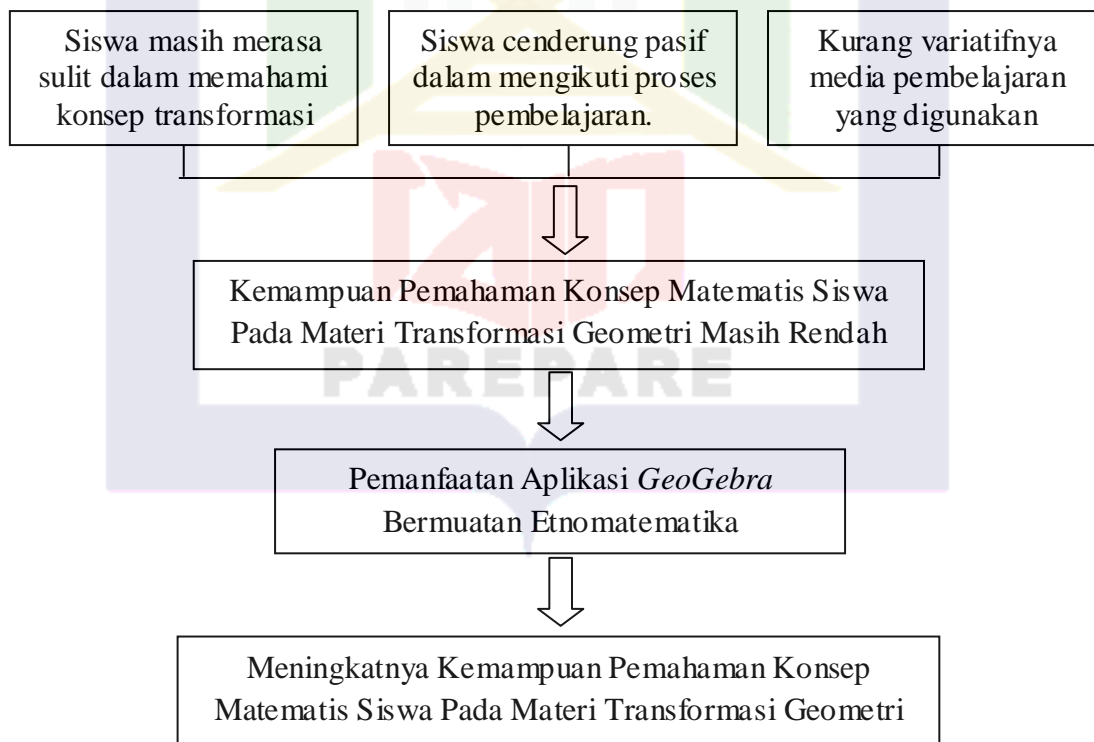 Siswa masih merasa
sulit dalam memahami
konsep transformasi
Siswa cenderung pasif
dalam mengikuti proses
pembelajaran.
Kurang variatifnya
media pembelajaran
yang digunakan
Kemampuan Pemahaman Konsep Matematis Siswa
Pada Materi Transformasi Geometri Masih Rendah
PAREPARE
Pemanfaatan Aplikasi GeoGebra
Bermuatan Etnomatematika
Meningkatnya Kemampuan Pemahaman Konsep
Matematis Siswa Pada Materi Transformasi Geometri